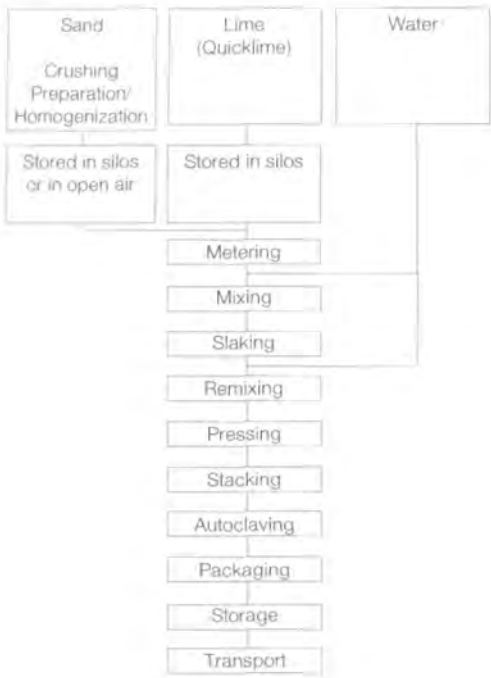 Sand
Crushing
Preparation/
Homogenization
Lime
(Quicklime)
Water
Stored in silos
or in open air
Stored in silos
Metering
Mixing
Slaking
Remixing
Pressing
Stacking
Autoclaving
Packaging
Storage
Transport